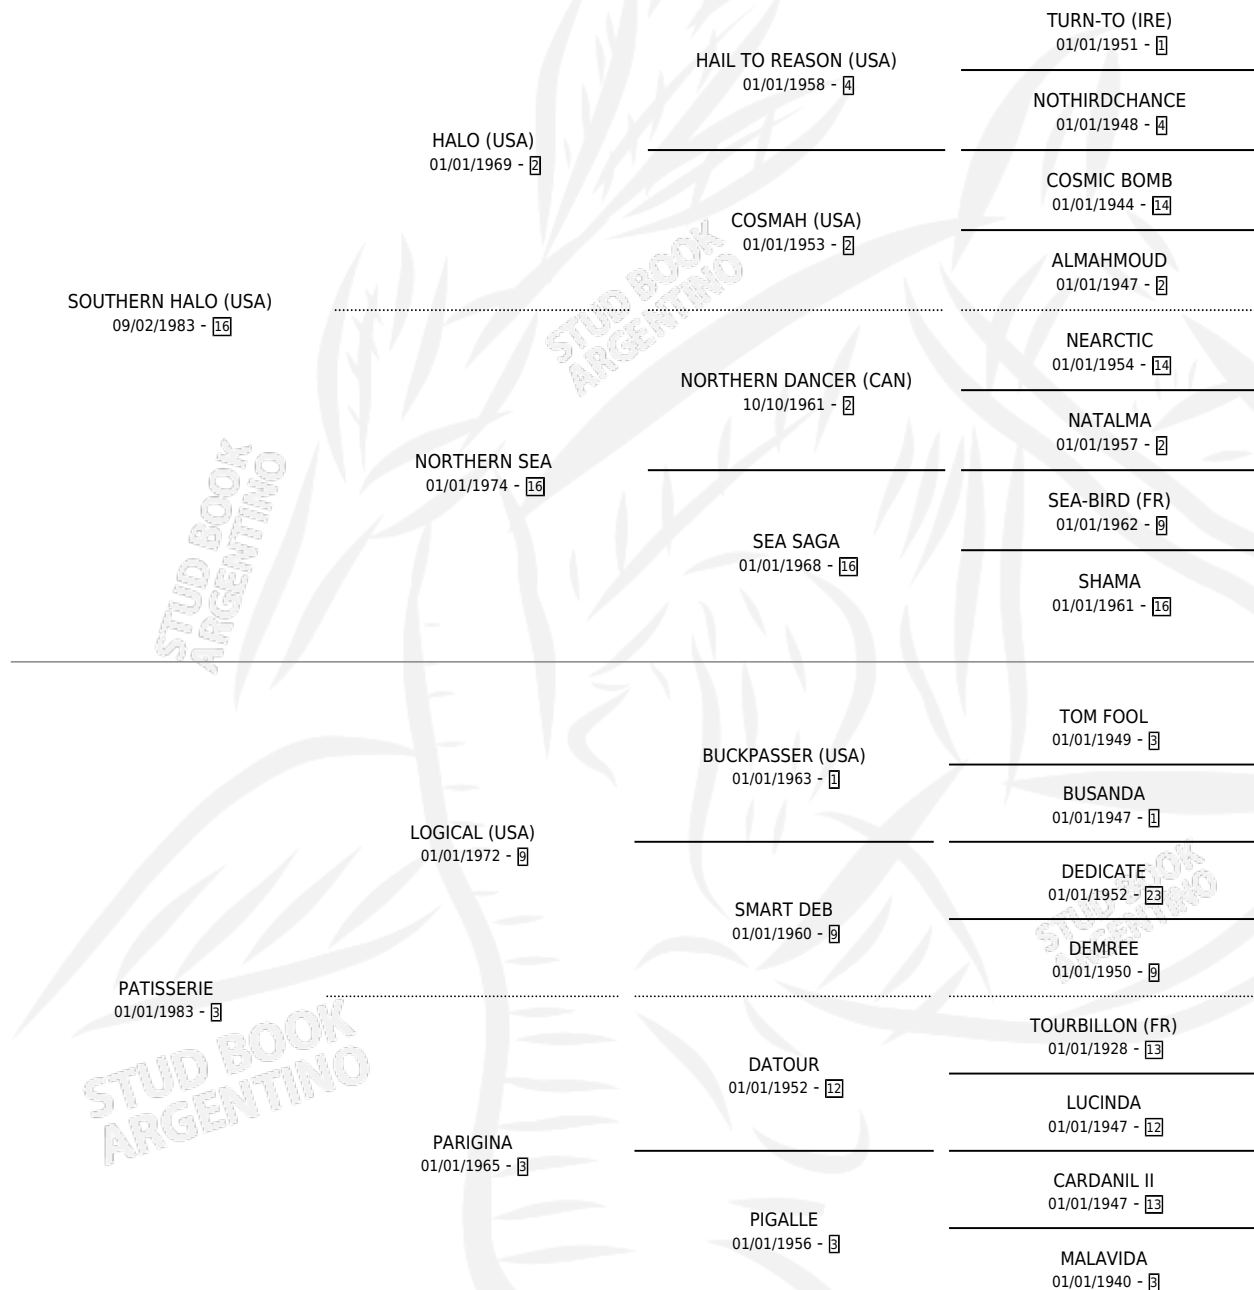 TURN-TO (IRE)
01/01/1951 - 1
HAIL TO REASON (USA)
01/01/1958 - 4
NOTHIRDCHANCE
01/01/1948 - 4
HALO (USA)
01/01/1969 - 2
COSMIC BOMB
01/01/1944 - 14
COSMAH (USA)
01/01/1953 - 2
ALMAHMOUD
01/01/1947 - 2
SOUTHERN HALO (USA)
09/02/1983 - 16
NEARCTIC
01/01/1954 - 14
NORTHERN DANCER (CAN)
10/10/1961 - 2
NATALMA
01/01/1957 - 2
NORTHERN SEA
01/01/1974 - 16
SEA-BIRD (FR)
01/01/1962 - 9
SEA SAGA
01/01/1968 - 16
SHAMA
01/01/1961 - 16
TOM FOOL
01/01/1949 - 3
BUCKPASSER (USA)
01/01/1963 - 1
BUSANDA
01/01/1947 - 1
LOGICAL (USA)
01/01/1972 - 9
DEDICATE
01/01/1952 - 23
SMART DEB
01/01/1960 - 9
DEMREE
01/01/1950 - 9
PATISSERIE
01/01/1983 - 3
TOURBILLON (FR)
01/01/1928 - 13
DATOUR
01/01/1952 - 12
LUCINDA
01/01/1947 - 12
PARIGINA
01/01/1965 - 3
CARDANIL II
01/01/1947 - 13
PIGALLE
01/01/1956 - 3
MALAVIDA
01/01/1940 - 3
STUD BOOK
ARGENTINO
STUD BOOK
ARGENTINO
STUD BOOK
ARGENTINO
STUD BOOK
ARGENTINO